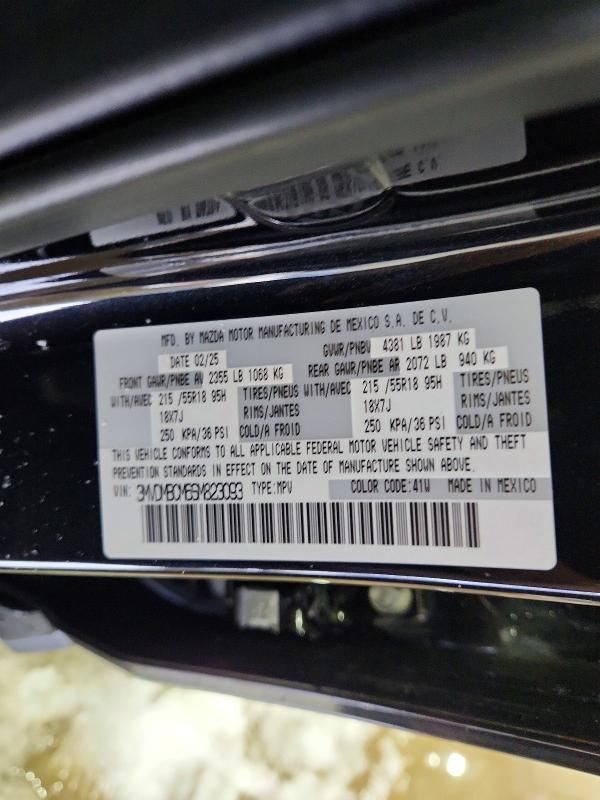 MFD. BY MAZDA MOTOR MANUFACTURING DE MEXICO S.A. DE C.V.
DATE 02/25 GVWR/PNBV 4381 LB 1987 KG
FRONT GAWR/PNBE AV 2355 LB 1068 KG REAR GAWR/PNBE AR 2072 LB 940 KG
WITH/AVEC 215 /55R18 95H TIRES/PNEUS WITH/AVEC 215 /55R18 95H TIRES/PNEUS
18X7J RIMS/JANTES 18X7J RIMS/JANTES
250 KPA/36 PSI COLD/A FROID 250 KPA/36 PSI COLD/A FROID
THIS VEHICLE CONFORMS TO ALL APPLICABLE FEDERAL MOTOR VEHICLE SAFETY AND THEFT
PREVENTION STANDARDS IN EFFECT ON THE DATE OF MANUFACTURE SHOWN ABOVE.
VIN: 3MVDMBCM6SM823093 TYPE:MPV COLOR CODE:41W MADE IN MEXICO